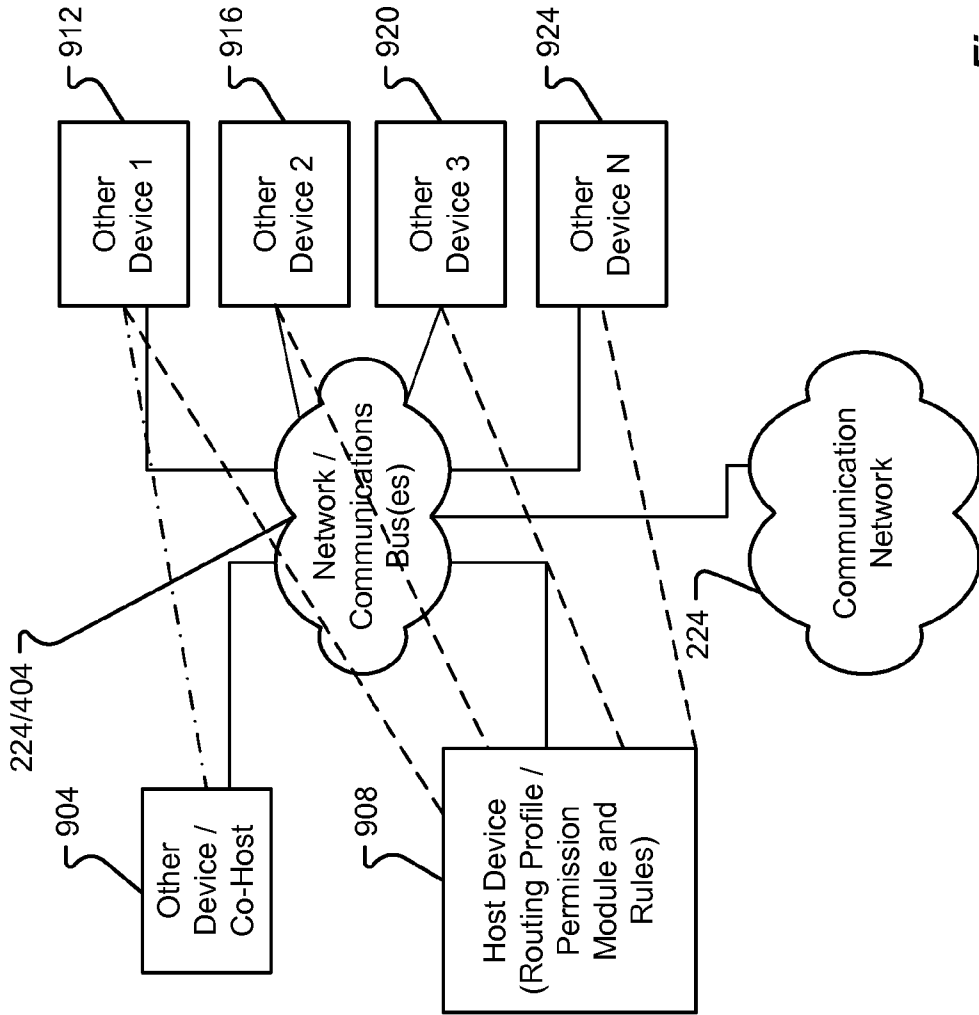 224/404
904
Other
Device /
Co-Host
912
Other
Device 1
916
Other
Device 2
Network /
Communications
Bus(es)
908
Host Device
(Routing Profile /
Permission
Module and
Rules)
920
Other
Device 3
924
Other
Device N
224
Communication
Network